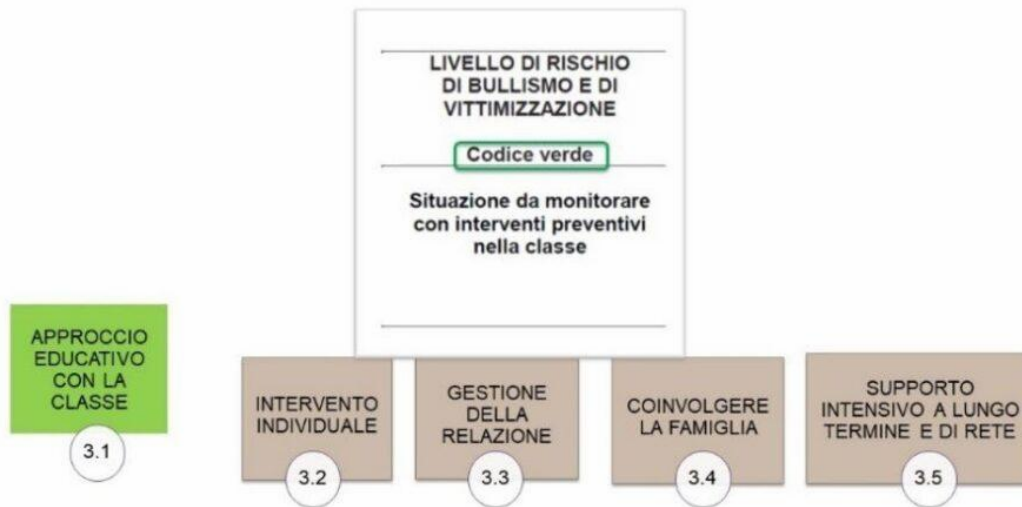 LIVELLO DI RISCHIO
DI BULLISMO E DI
VITTIMIZZAZIONE
Codice verde
Situazione da monitorare
con interventi preventivi
nella classe
APPROCCIO
EDUCATIVO
CON LA
CLASSE
3.1
INTERVENTO
INDIVIDUALE
3.2
GESTIONE
DELLA
RELAZIONE
3.3
COINVOLGERE
LA FAMIGLIA
3.4
SUPPORTO
INTENSIVO A LUNGO
TERMINE E DI RETE
3.5